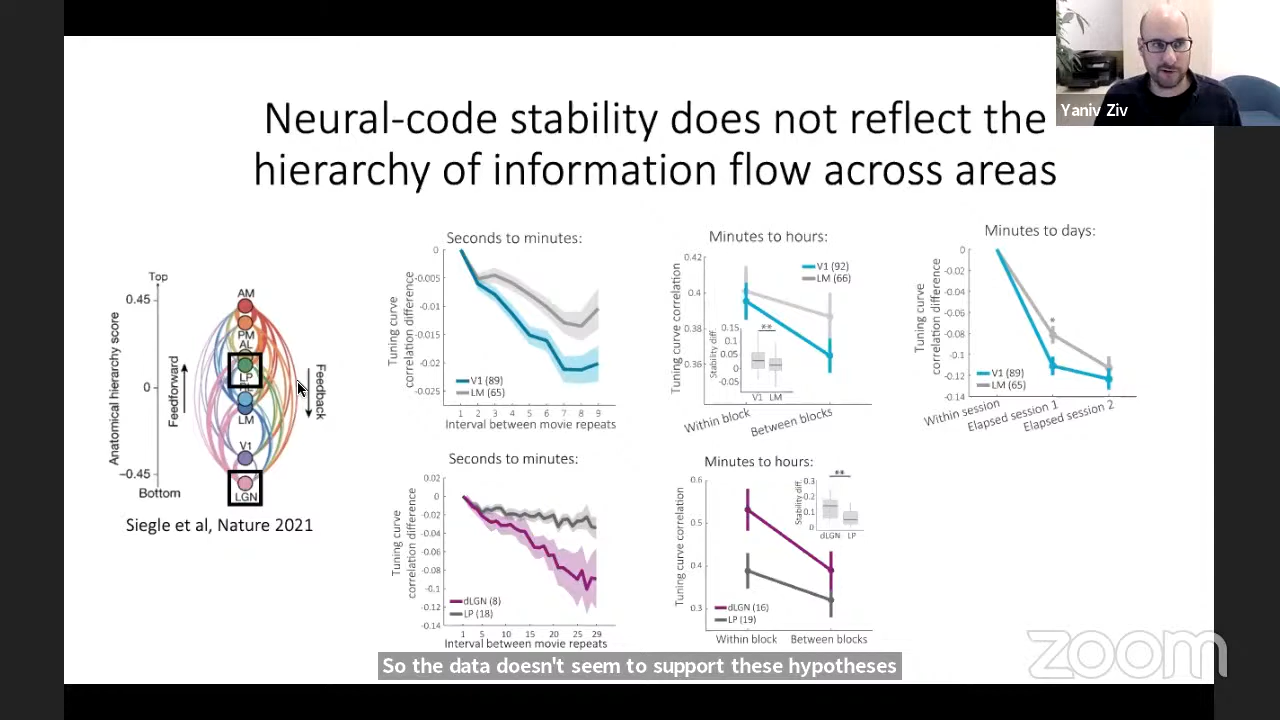 Yaniv Ziv
Neural-code stability does not reflect the
hierarchy of information flow across areas
Top
0.45
0
−0.45
Bottom
Anatomical hierarchy score
Feedforward
Feedback
AM
PM
AL
LP
LM
V1
LGN
Siegle et al, Nature 2021
Seconds to minutes:
Tuning curve
correlation difference
0
-0.005
-0.01
-0.015
-0.02
-0.025
V1 (89)
LM (65)
1 2 3 4 5 6 7 8 9
Interval between movie repeats
Minutes to hours:
Tuning curve correlation
0.42
0.4
0.38
0.36
V1 (92)
LM (66)
Stability diff.
0.15
0.1
0.05
0
-0.05
**
V1 LM
Within block
Between blocks
Minutes to days:
Tuning curve
correlation difference
0
-0.02
-0.04
-0.06
-0.08
-0.1
-0.12
-0.14
*
V1 (89)
LM (65)
Within session
Elapsed session 1
Elapsed session 2
Seconds to minutes:
Tuning curve
correlation difference
0.02
0
-0.02
-0.04
-0.06
-0.08
-0.1
-0.12
-0.14
dLGN (8)
LP (18)
1 5 10 15 20 25 29
Interval between movie repeats
Minutes to hours:
Tuning curve correlation
0.6
0.5
0.4
0.3
Stability diff.
0.3
0.2
0.1
0
**
dLGN LP
dLGN (16)
LP (19)
Within block
Between blocks
So the data doesn't seem to support these hypotheses
zoom